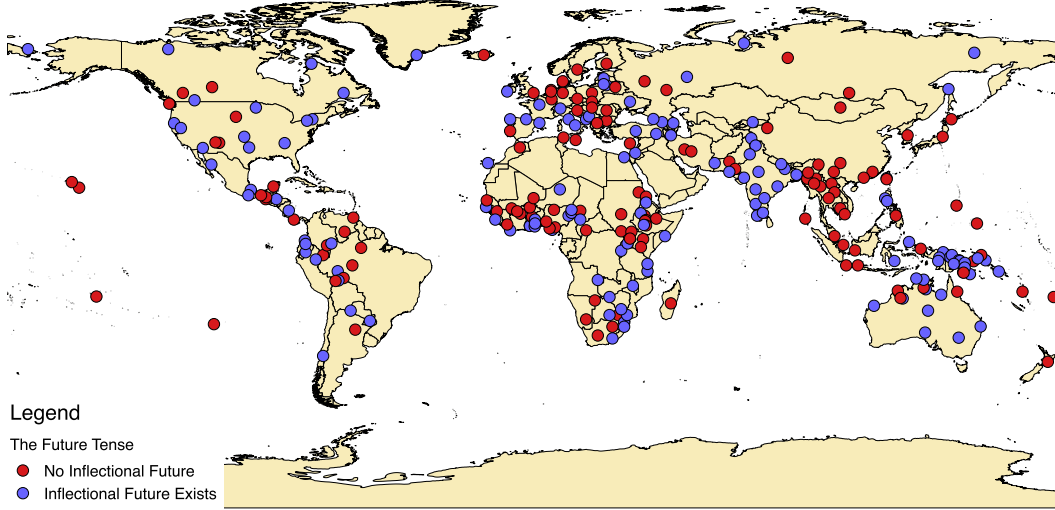 Legend
The Future Tense
No Inflectional Future
Inflectional Future Exists